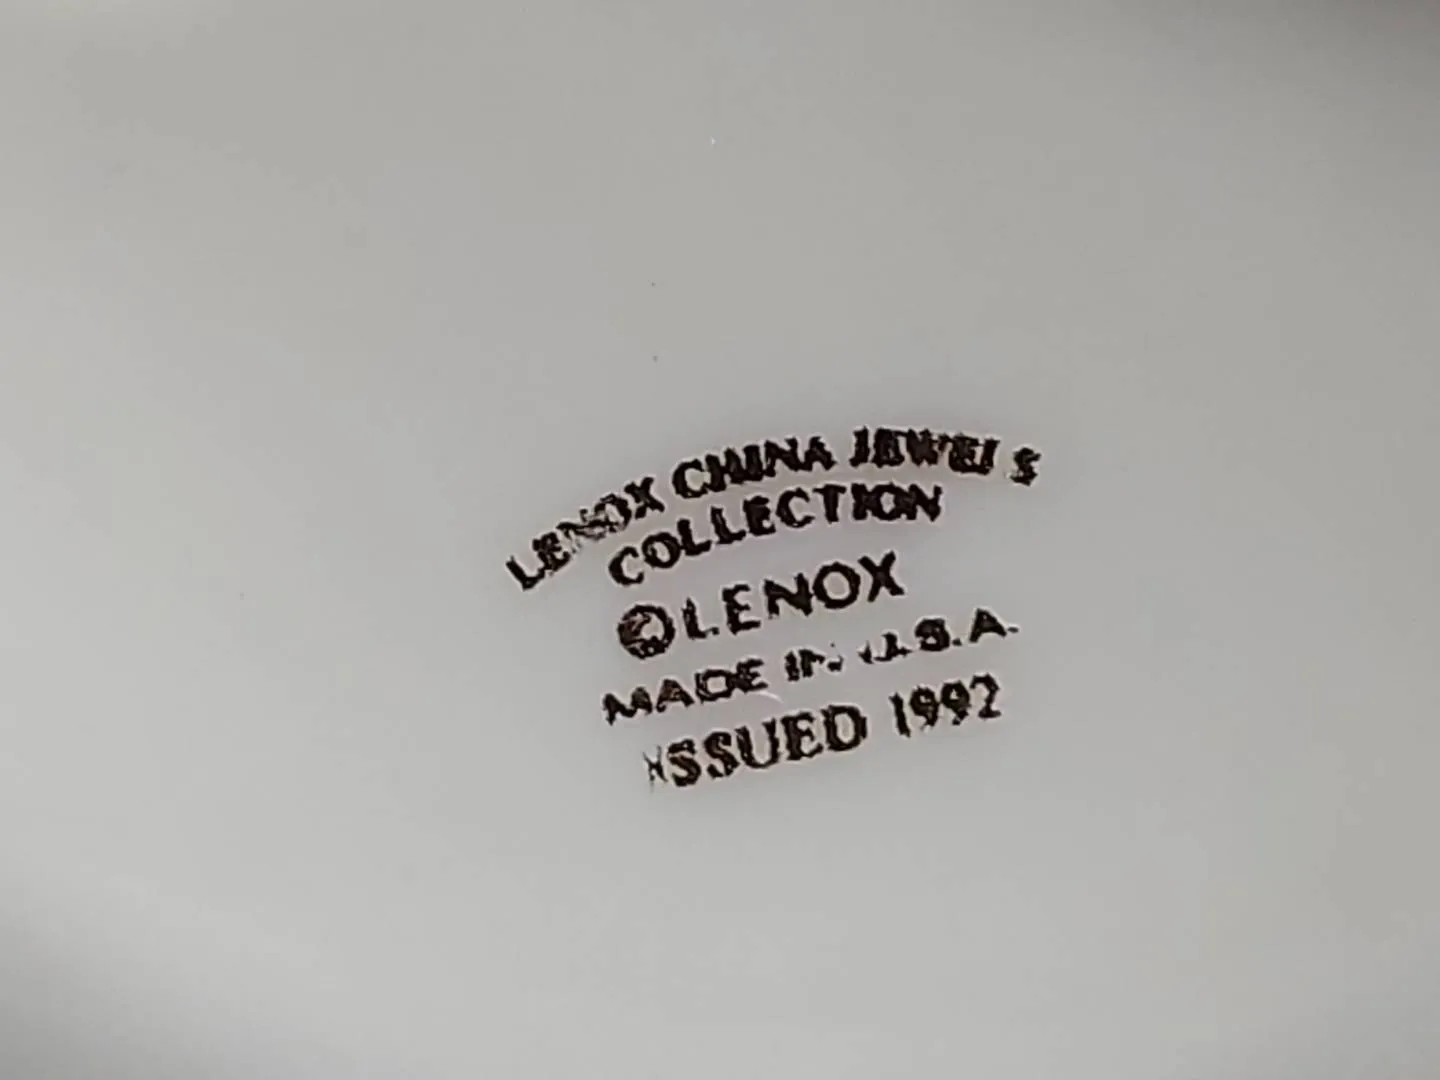 LENOX CHINA JEWELS
COLLECTION
©LENOX
MADE IN U.S.A.
ISSUED 1992